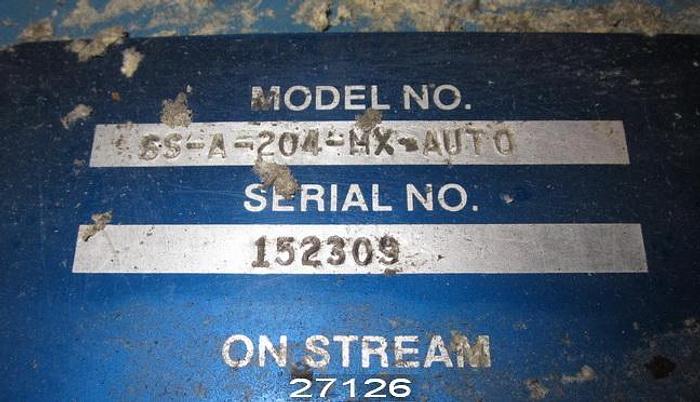 MODEL NO.
SS-A-204-MX-AUTO
SERIAL NO.
152309
ON STREAM
27126